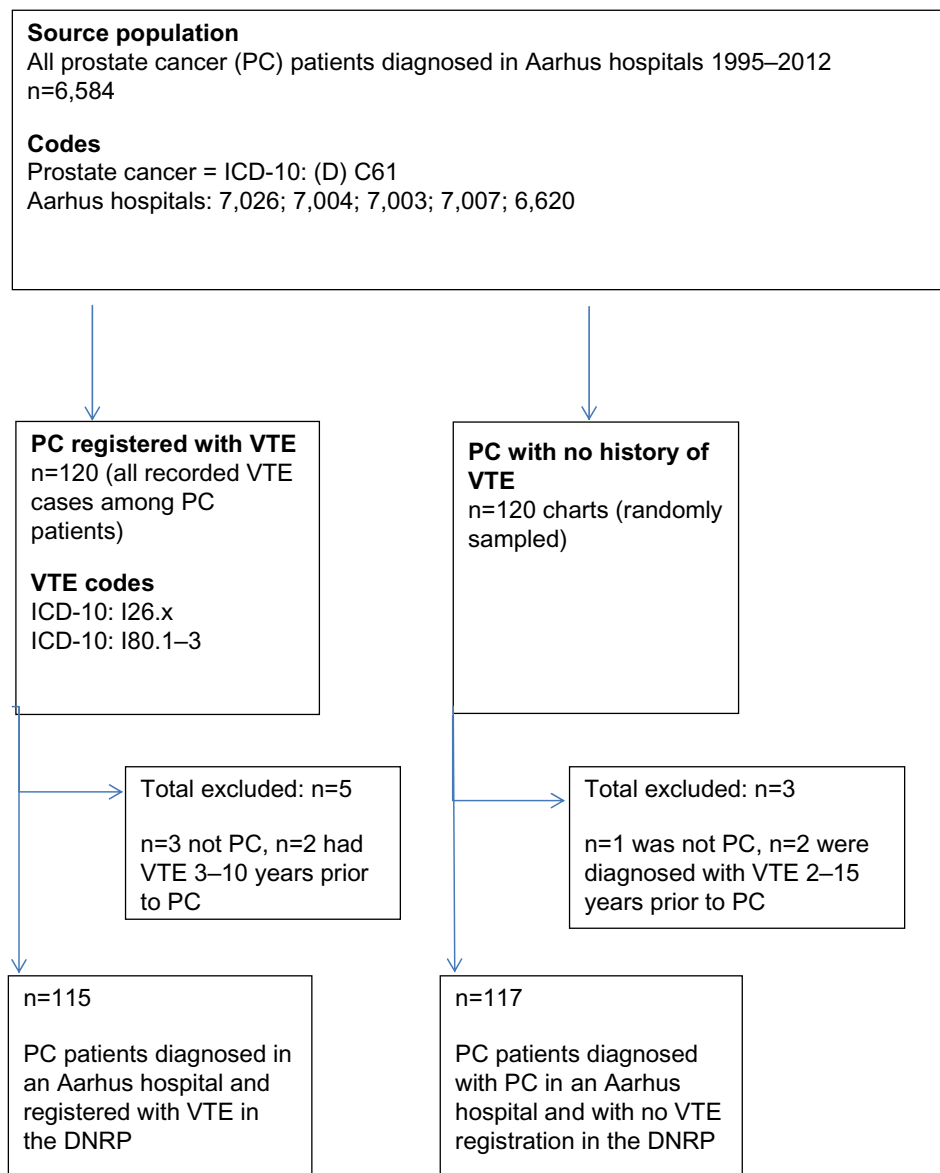 Source population
All prostate cancer (PC) patients diagnosed in Aarhus hospitals 1995–2012
n=6,584
Codes
Prostate cancer = ICD-10: (D) C61
Aarhus hospitals: 7,026; 7,004; 7,003; 7,007; 6,620
PC registered with VTE
n=120 (all recorded VTE
cases among PC
patients)
VTE codes
ICD-10: I26.x
ICD-10: I80.1–3
PC with no history of
VTE
n=120 charts (randomly
sampled)
Total excluded: n=5
n=3 not PC, n=2 had
VTE 3–10 years prior
to PC
Total excluded: n=3
n=1 was not PC, n=2 were
diagnosed with VTE 2–15
years prior to PC
n=115
PC patients diagnosed in
an Aarhus hospital and
registered with VTE in
the DNRP
n=117
PC patients diagnosed
with PC in an Aarhus
hospital and with no VTE
registration in the DNRP